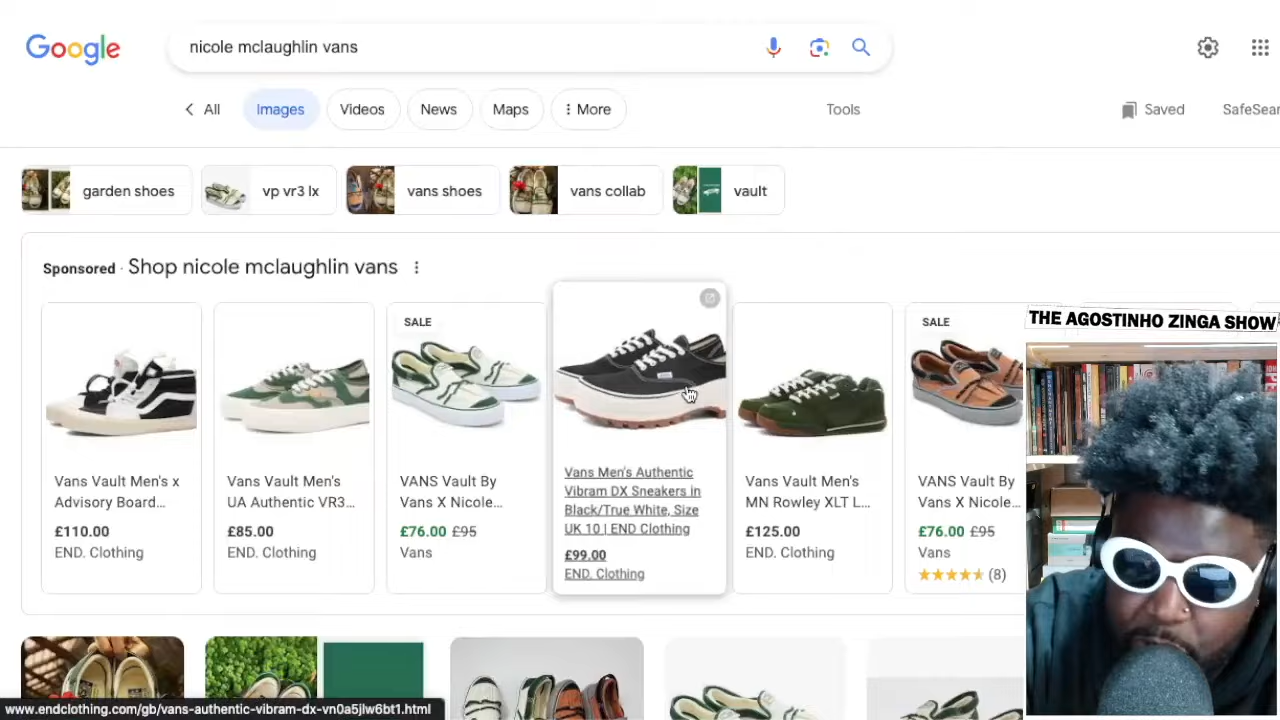 Google
nicole mclaughlin vans
All
Images
Videos
News
Maps
More
Tools
Saved
SafeSear
garden shoes
vp vr3 lx
vans shoes
vans collab
vault
Sponsored · Shop nicole mclaughlin vans
SALE
SALE
THE AGOSTINHO ZINGA SHOW
Vans Vault Men's x
Advisory Board...
£110.00
END. Clothing
Vans Vault Men's
UA Authentic VR3...
£85.00
END. Clothing
VANS Vault By
Vans X Nicole...
£76.00 £95
Vans
Vans Men's Authentic
Vibram DX Sneakers in
Black/True White, Size
UK 10 | END Clothing
£99.00
END. Clothing
Vans Vault Men's
MN Rowley XLT L...
£125.00
END. Clothing
VANS Vault By
Vans X Nicole...
£76.00 £95
Vans
(8)
www.endclothing.com/gb/vans-authentic-vibram-dx-vn0a5jlw6bt1.html